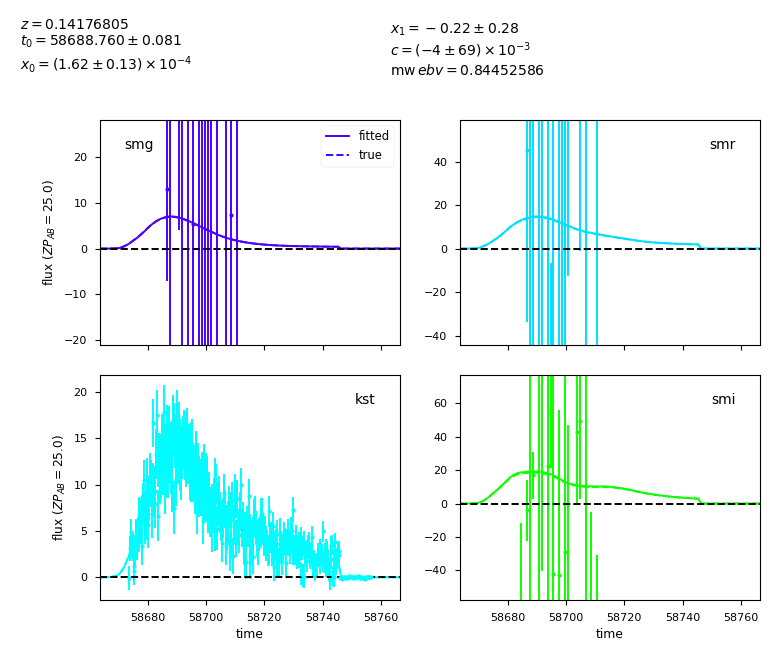 z = 0.14176805
t₀ = 58688.760 ± 0.081
x₀ = (1.62 ± 0.13) × 10⁻⁴
x₁ = −0.22 ± 0.28
c = (−4 ± 69) × 10⁻³
mw ebv = 0.84452586
smg
fitted
true
20
10
0
−10
−20
flux (ZP_AB = 25.0)
smr
40
20
0
−20
−40
kst
20
15
10
5
0
flux (ZP_AB = 25.0)
58680 58700 58720 58740 58760
time
smi
60
40
20
0
−20
−40
58680 58700 58720 58740 58760
time